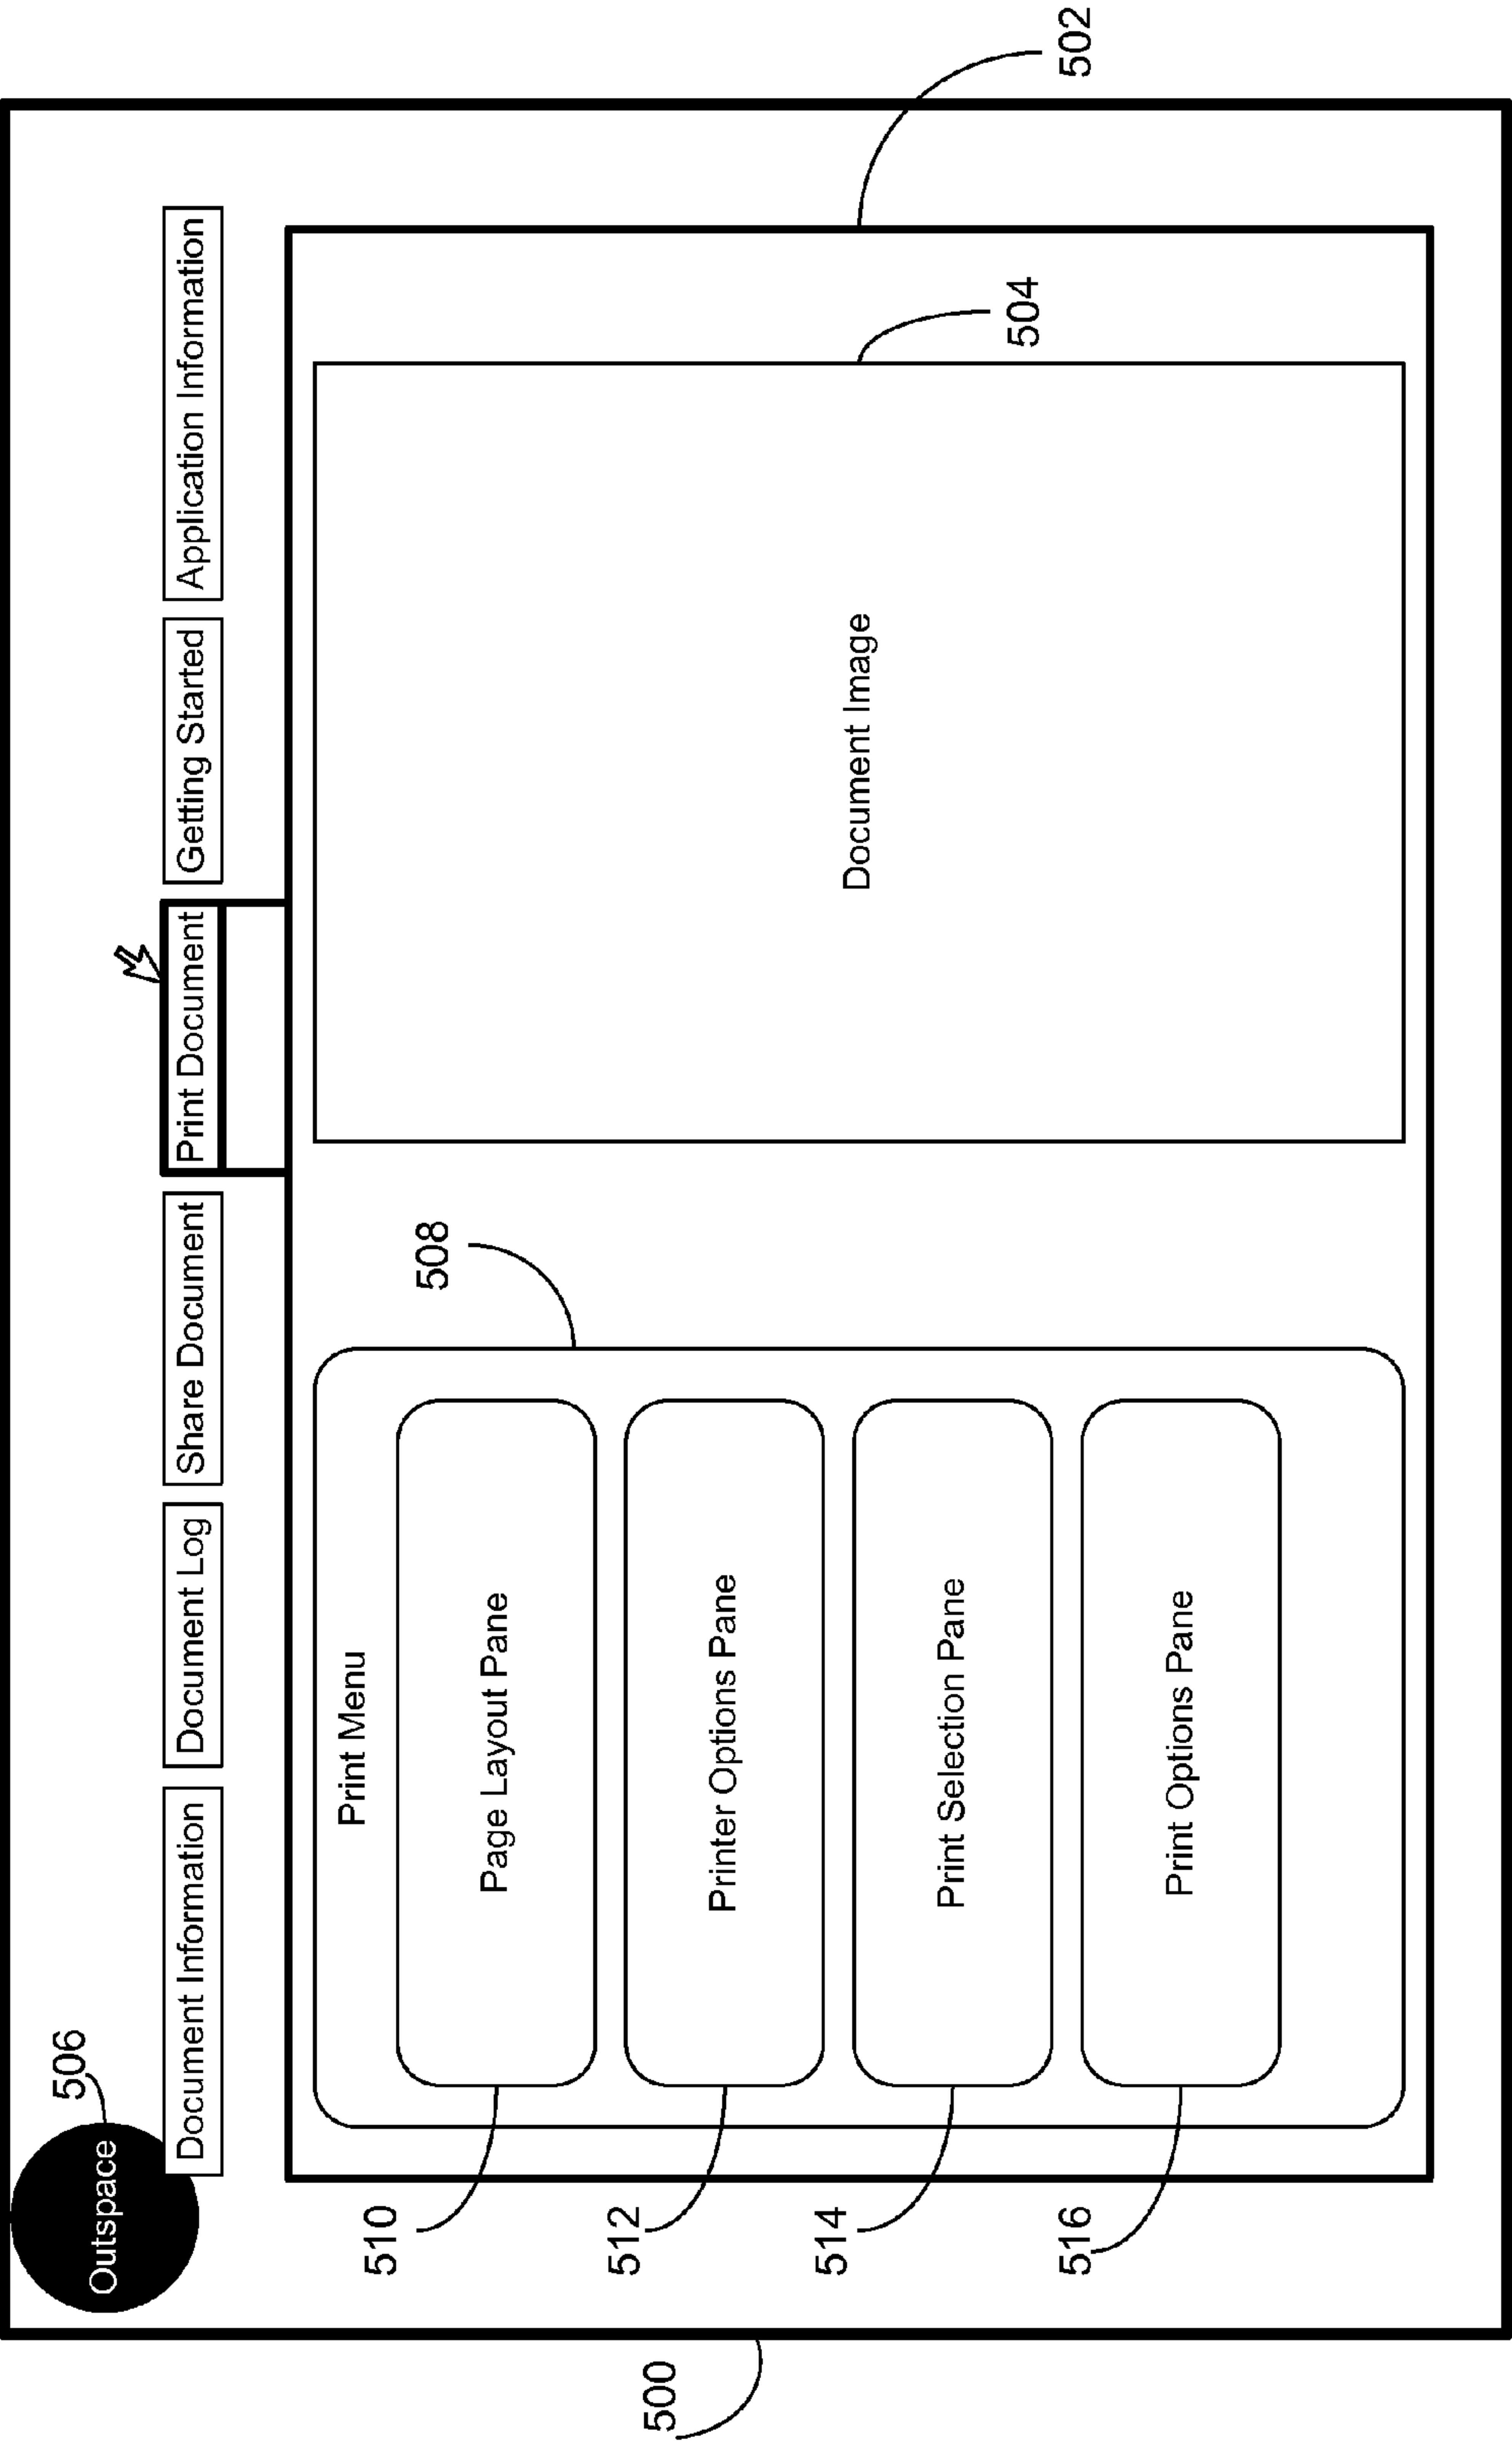 506
Outspace
Document Information
Document Log
Share Document
Print Document
Getting Started
Application Information
502
508
504
Print Menu
510
Page Layout Pane
512
Printer Options Pane
514
Print Selection Pane
516
Print Options Pane
Document Image
500